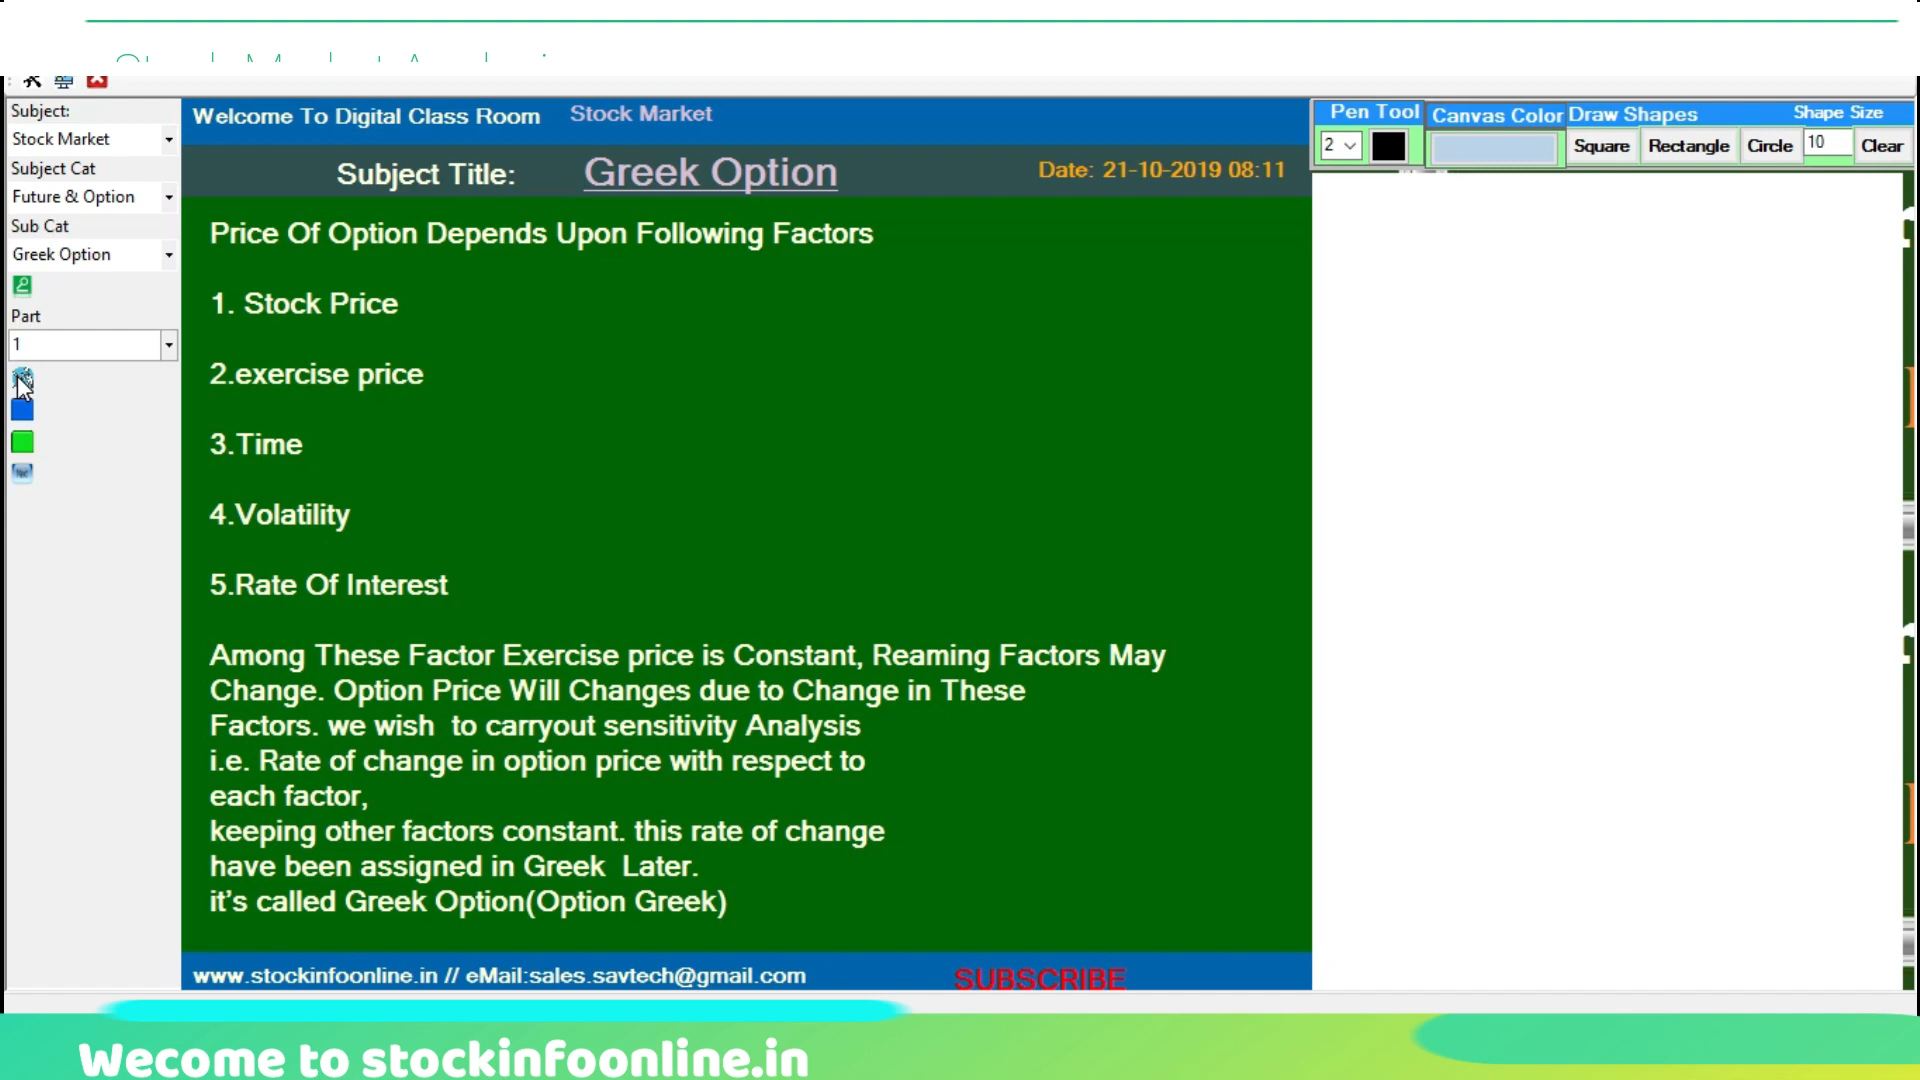 Subject:
Stock Market
Subject Cat
Future & Option
Sub Cat
Greek Option
Part
1
Welcome To Digital Class Room Stock Market
Subject Title: Greek Option Date: 21-10-2019 08:11
Price Of Option Depends Upon Following Factors
1. Stock Price
2.exercise price
3.Time
4.Volatility
5.Rate Of Interest
Among These Factor Exercise price is Constant, Reaming Factors May
Change. Option Price Will Changes due to Change in These
Factors. we wish to carryout sensitivity Analysis
i.e. Rate of change in option price with respect to
each factor,
keeping other factors constant. this rate of change
have been assigned in Greek Later.
it's called Greek Option(Option Greek)
www.stockinfoonline.in // eMail:sales.savtech@gmail.com SUBSCRIBE
Pen Tool Canvas Color Draw Shapes Shape Size
2 Square Rectangle Circle 10 Clear
Wecome to stockinfoonline.in